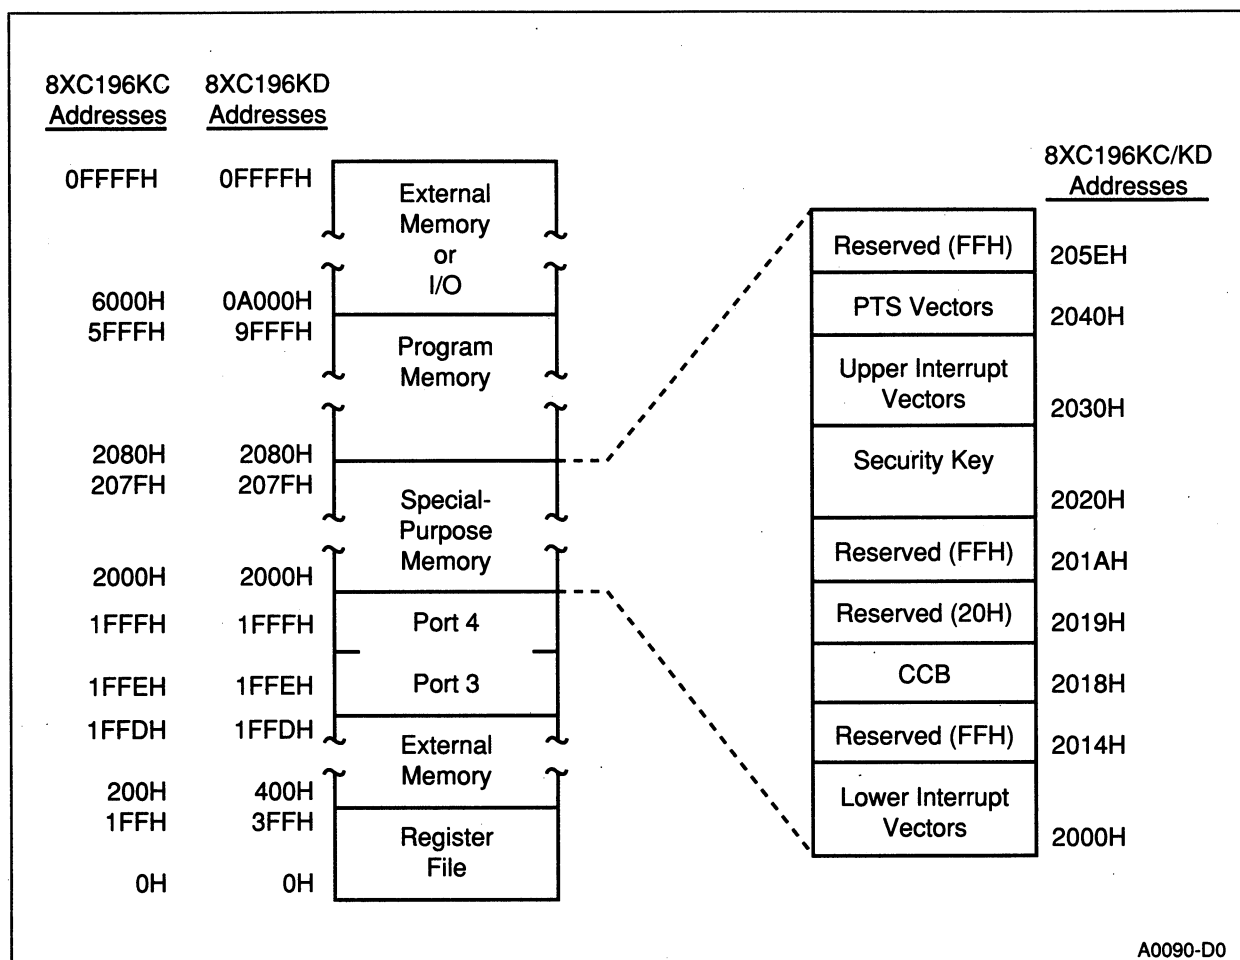 8XC196KC 8XC196KD
Addresses Addresses
8XC196KC/KD
Addresses
0FFFFH 0FFFFH
External
Memory
or
I/O
6000H 0A000H
5FFFH 9FFFH
Program
Memory
2080H 2080H
207FH 207FH
Special-
Purpose
Memory
2000H 2000H
1FFFH 1FFFH Port 4
1FFEH 1FFEH Port 3
1FFDH 1FFDH
External
Memory
200H 400H
1FFH 3FFH
Register
File
0H 0H
Reserved (FFH) 205EH
PTS Vectors 2040H
Upper Interrupt
Vectors 2030H
Security Key
2020H
Reserved (FFH) 201AH
Reserved (20H) 2019H
CCB 2018H
Reserved (FFH) 2014H
Lower Interrupt
Vectors 2000H
A0090-D0